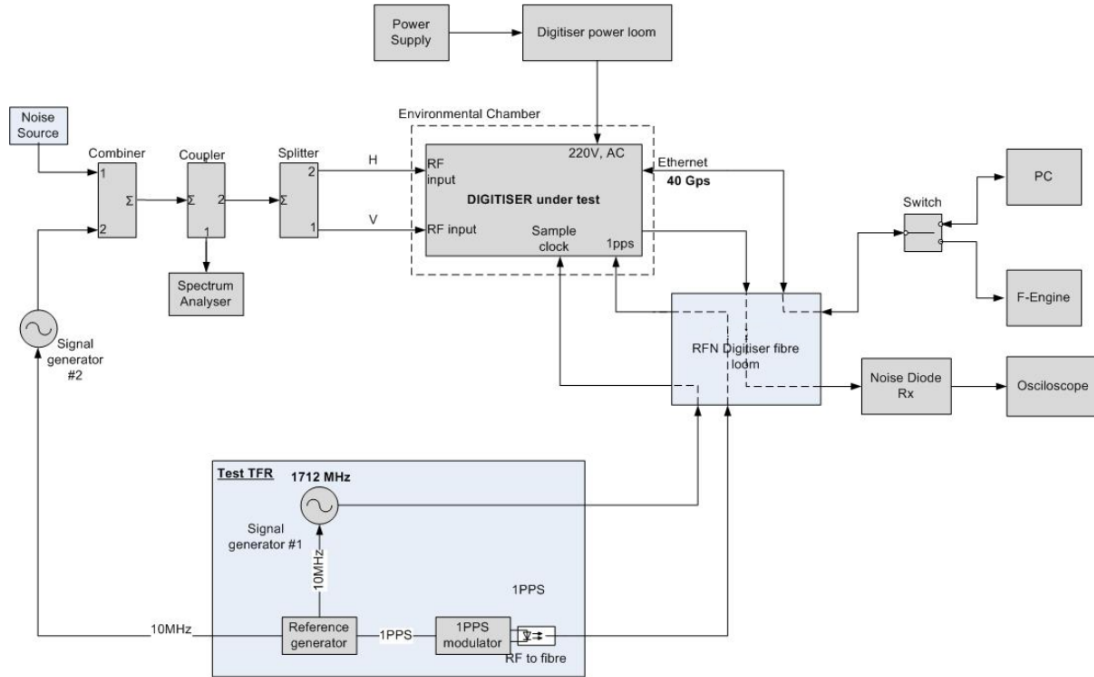 Power
Supply
Digitiser power loom
Environmental Chamber
Noise
Source
Combiner
Coupler
Splitter
1
2
Σ
Σ
2
1
Σ
2
1
H
V
RF
input
RF input
220V, AC
DIGITISER under test
Sample
clock
1pps
Ethernet
40 Gps
Switch
PC
F-Engine
Spectrum
Analyser
Signal
generator
#2
RFN Digitiser fibre
loom
Noise Diode
Rx
Osciloscope
Test TFR
1712 MHz
Signal
generator #1
10MHz
1PPS
10MHz
Reference
generator
1PPS
1PPS
modulator
RF to fibre